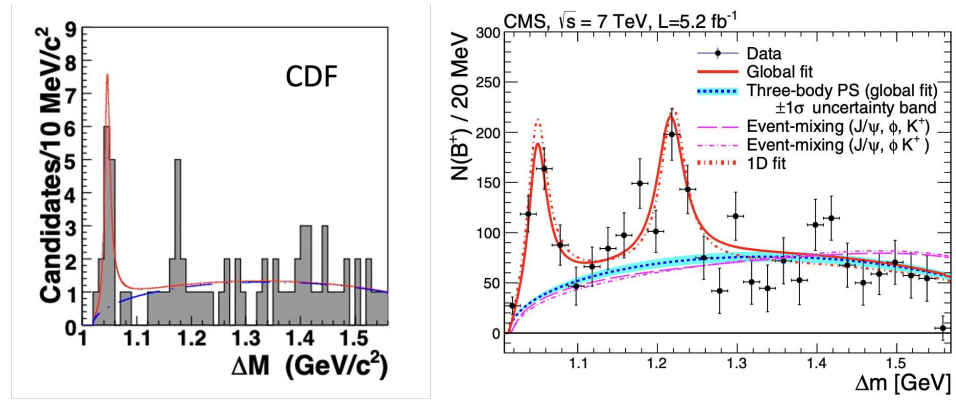 9
8
7
6
5
4
3
2
1
0
Candidates/10 MeV/c²
CDF
1 1.1 1.2 1.3 1.4 1.5
ΔM (GeV/c²)
CMS, √s = 7 TeV, L=5.2 fb⁻¹
300
250
200
150
100
50
0
N(B⁺) / 20 MeV
Data
Global fit
Three-body PS (global fit)
±1σ uncertainty band
Event-mixing (J/ψ, φ, K⁺)
Event-mixing (J/ψ, φ K⁺)
1D fit
1.1 1.2 1.3 1.4 1.5
Δm [GeV]